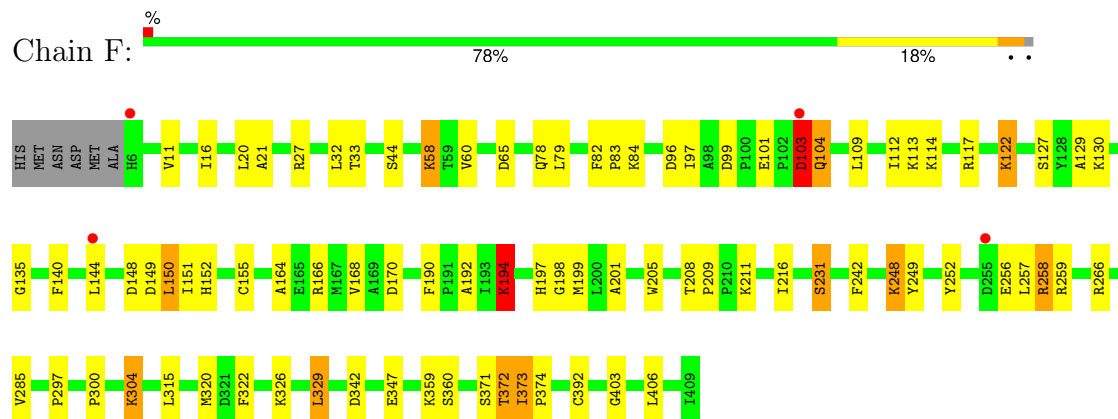 %
Chain F:
78% 18% • •
HIS MET ASN ASP MET ALA H6 V11 I16 L20 A21 R27 L32 T33 S44 K58 T59 V60 D65 Q78 L79 F82 P83 K84 D96 I97 A98 D99 P100 E101 P102 D103 Q104 L109 I112 K113 K114 R117 K122 S127 Y128 A129 K130
G135 F140 L144 D148 D149 L150 I151 H152 C155 A164 E165 R166 M167 V168 A169 D170 F190 P191 A192 I193 K194 H197 G198 M199 L200 A201 W205 T208 P209 P210 K211 I216 S231 F242 K248 Y249 Y252 D255 E256 L257 R258 R259 R266
V285 P297 P300 K304 L315 M320 D321 F322 K326 L329 D342 E347 K359 S360 S371 T372 I373 P374 C392 G403 L406 I409